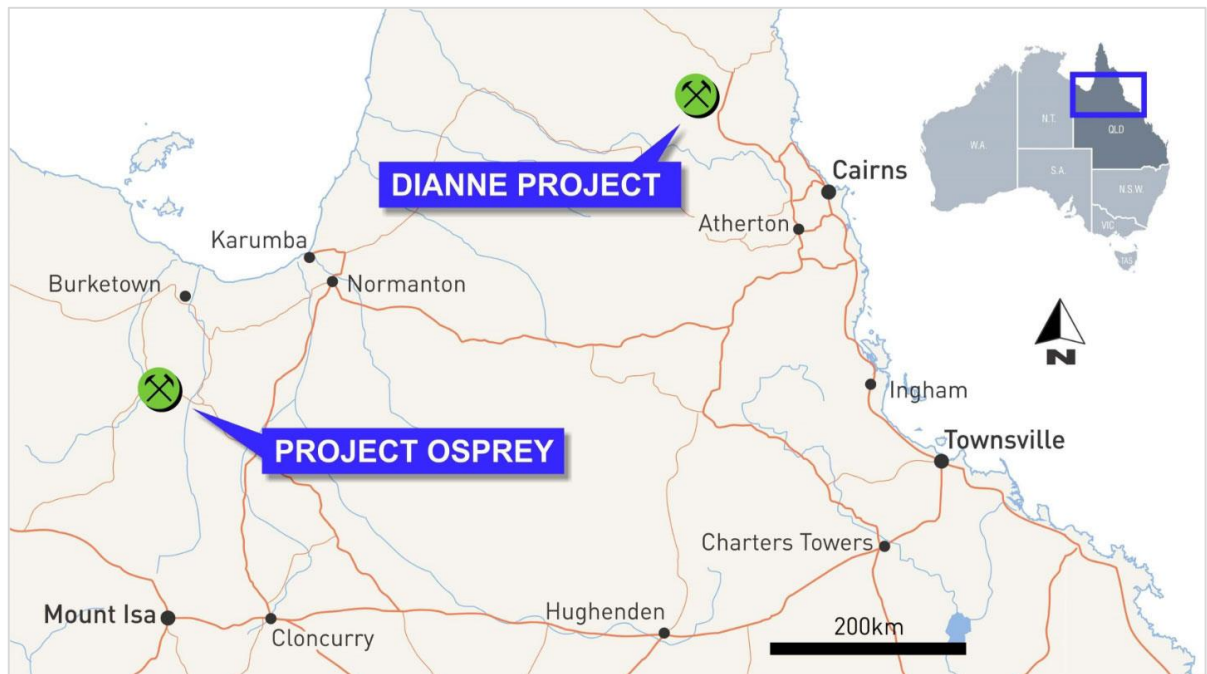 DIANNE PROJECT
Cairns
Atherton
Karumba
Burketown
Normanton
PROJECT OSPREY
Ingham
Townsville
Charters Towers
Mount Isa
Cloncurry
Hughenden
200km
N
W.A.
N.T.
QLD
S.A.
N.S.W.
VIC
TAS